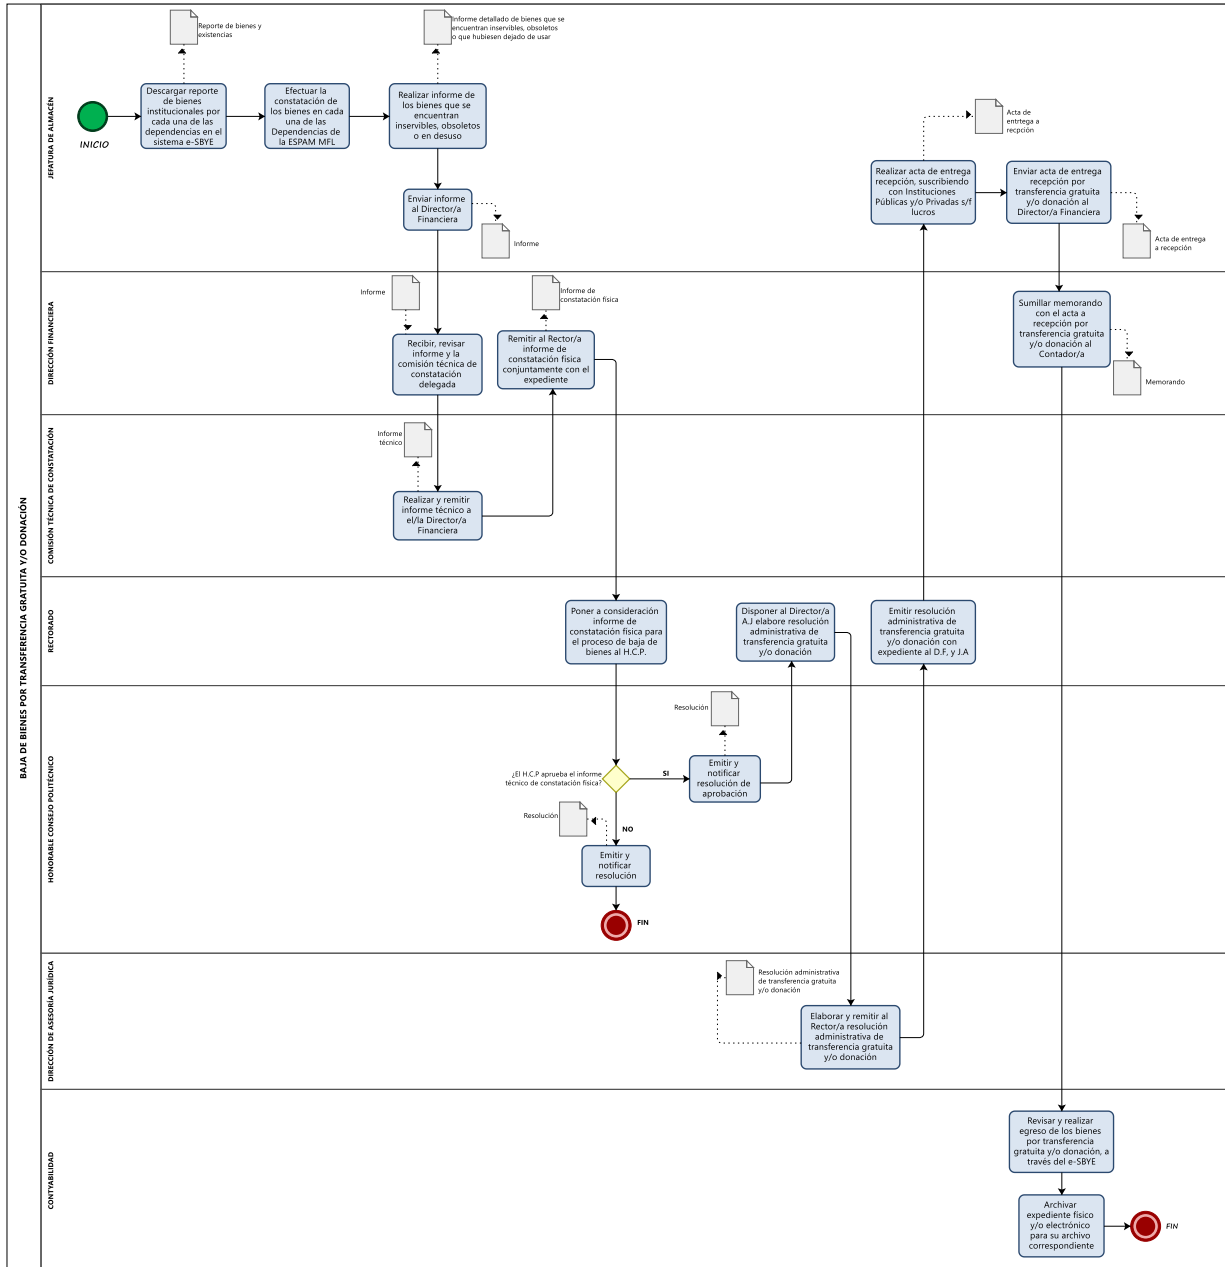 BAJA DE BIENES POR TRANSFERENCIA GRATUITA Y/O DONACIÓN
JEFATURA DE ALMACÉN
INICIO
Descargar reporte
de bienes
institucionales por
cada una de las
dependencias en el
sistema e-SBYE
Reporte de bienes y
existencias
Efectuar la
constatación de
los bienes en cada
una de las
Dependencias de
la ESPAM MFL
Realizar informe de
los bienes que se
encuentran
inservibles, obsoletos
o en desuso
Informe detallado de bienes que se
encuentran inservibles, obsoletos
o que hubiesen dejado de usar
Enviar informe
al Director/a
Financiera
Informe
Realizar acta de entrega
recepción, suscribiendo
con Instituciones
Públicas y/o Privadas s/f
lucros
Acta de
entrtega a
recpción
Enviar acta de entrega
recepción por
transferencia gratuita
y/o donación al
Director/a Financiera
Acta de entrega
a recepción
DIRECCIÓN FINANCIERA
Informe
Recibir, revisar
informe y la
comisión técnica de
constatación
delegada
Remitir al Rector/a
informe de
constatación física
conjuntamente con el
expediente
Informe de
constatación física
Sumillar memorando
con el acta a
recepción por
transferencia gratuita
y/o donación al
Contador/a
Memorando
COMISIÓN TÉCNICA DE CONSTATACIÓN
Informe
técnico
Realizar y remitir
informe técnico a
el/la Director/a
Financiera
RECTORADO
Poner a consideración
informe de
constatación física para
el proceso de baja de
bienes al H.C.P.
Disponer al Director/a
A.J elabore resolución
administrativa de
transferencia gratuita
y/o donación
Emitir resolución
administrativa de
transferencia gratuita
y/o donación con
expediente al D.F, y J.A
HONORABLE CONSEJO POLITÉCNICO
¿El H.C.P aprueba el informe
técnico de constatación física?
SI
Emitir y
notificar
resolución de
aprobación
Resolución
NO
Resolución
Emitir y
notificar
resolución
FIN
DIRECCIÓN DE ASESORÍA JURÍDICA
Resolución administrativa
de transferencia gratuita
y/o donación
Elaborar y remitir al
Rector/a resolución
administrativa de
transferencia gratuita
y/o donación
CONTYABILIDAD
Revisar y realizar
egreso de los bienes
por transferencia
gratuita y/o donación, a
través del e-SBYE
Archivar
expediente físico
y/o electrónico
para su archivo
correspondiente
FIN